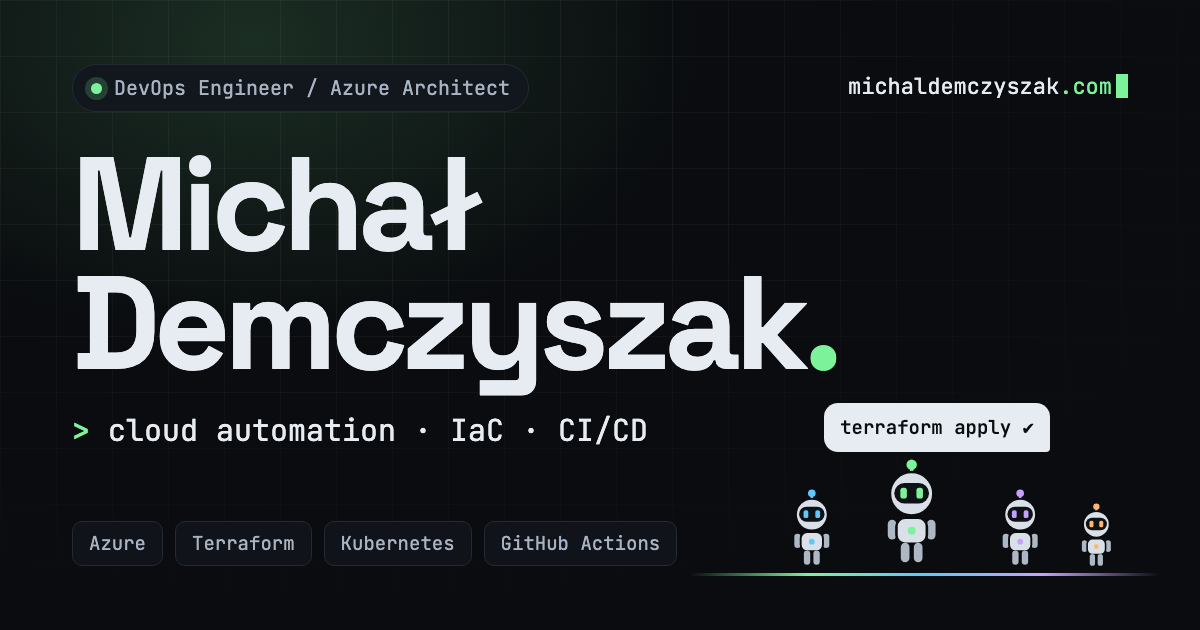 DevOps Engineer / Azure Architect
michaldemczyszak.com
Michał
Demczyszak.
> cloud automation · IaC · CI/CD
terraform apply ✔
Azure
Terraform
Kubernetes
GitHub Actions